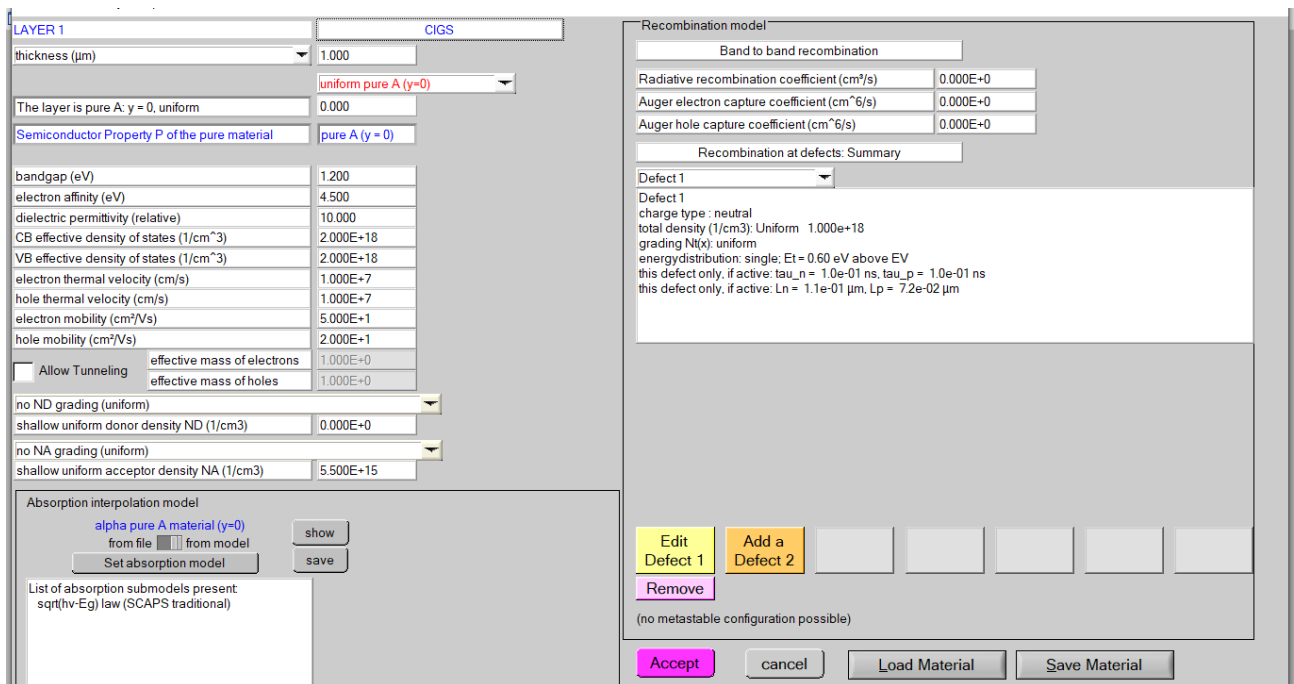 LAYER 1
CIGS
thickness (µm)
1.000
uniform pure A (y=0)
The layer is pure A: y = 0, uniform
0.000
Semiconductor Property P of the pure material
pure A (y = 0)
bandgap (eV)
1.200
electron affinity (eV)
4.500
dielectric permittivity (relative)
10.000
CB effective density of states (1/cm^3)
2.000E+18
VB effective density of states (1/cm^3)
2.000E+18
electron thermal velocity (cm/s)
1.000E+7
hole thermal velocity (cm/s)
1.000E+7
electron mobility (cm²/Vs)
5.000E+1
hole mobility (cm²/Vs)
2.000E+1
Allow Tunneling
effective mass of electrons
1.000E+0
effective mass of holes
1.000E+0
no ND grading (uniform)
shallow uniform donor density ND (1/cm3)
0.000E+0
no NA grading (uniform)
shallow uniform acceptor density NA (1/cm3)
5.500E+15
Absorption interpolation model
alpha pure A material (y=0)
from file
from model
show
Set absorption model
save
List of absorption submodels present:
sqrt(hv-Eg) law (SCAPS traditional)
Recombination model
Band to band recombination
Radiative recombination coefficient (cm³/s)
0.000E+0
Auger electron capture coefficient (cm^6/s)
0.000E+0
Auger hole capture coefficient (cm^6/s)
0.000E+0
Recombination at defects: Summary
Defect 1
Defect 1
charge type : neutral
total density (1/cm3): Uniform 1.000e+18
grading Nt(x): uniform
energydistribution: single; Et = 0.60 eV above EV
this defect only, if active: tau_n = 1.0e-01 ns, tau_p = 1.0e-01 ns
this defect only, if active: Ln = 1.1e-01 µm, Lp = 7.2e-02 µm
Edit
Defect 1
Add a
Defect 2
Remove
(no metastable configuration possible)
Accept
cancel
Load Material
Save Material